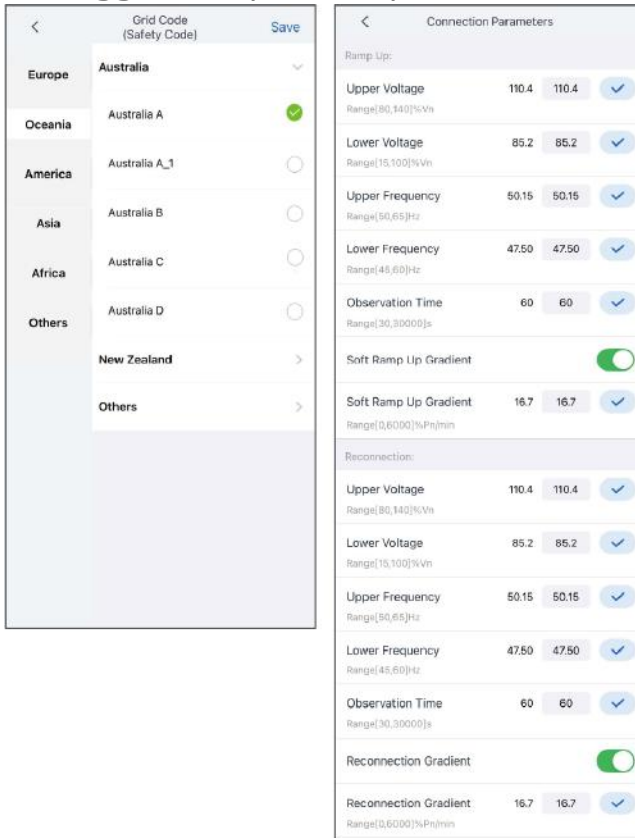 Grid Code
(Safety Code)
Save
Europe
Oceania
America
Asia
Africa
Others
Australia
Australia A
Australia A_1
Australia B
Australia C
Australia D
New Zealand
Others
Connection Parameters
Ramp Up:
Upper Voltage 110.4 110.4
Range[80,140]%Vn
Lower Voltage 85.2 85.2
Range[15,100]%Vn
Upper Frequency 50.15 50.15
Range[50,65]Hz
Lower Frequency 47.50 47.50
Range[45,60]Hz
Observation Time 60 60
Range[30,30000]s
Soft Ramp Up Gradient
Soft Ramp Up Gradient 16.7 16.7
Range[0,6000]%Pn/min
Reconnection:
Upper Voltage 110.4 110.4
Range[80,140]%Vn
Lower Voltage 85.2 85.2
Range[15,100]%Vn
Upper Frequency 50.15 50.15
Range[50,65]Hz
Lower Frequency 47.50 47.50
Range[45,60]Hz
Observation Time 60 60
Range[30,30000]s
Reconnection Gradient
Reconnection Gradient 16.7 16.7
Range[0,6000]%Pn/min